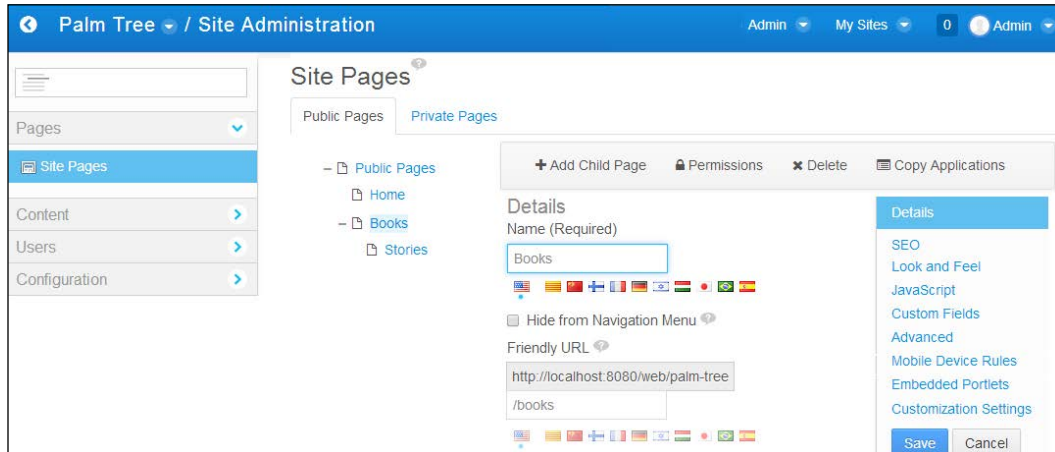 Palm Tree / Site Administration
Admin
My Sites
0
Admin
Pages
Site Pages
Content
Users
Configuration
Site Pages
Public Pages
Private Pages
Public Pages
Home
Books
Stories
Add Child Page
Permissions
Delete
Copy Applications
Details
Name (Required)
Books
Hide from Navigation Menu
Friendly URL
http://localhost:8080/web/palm-tree
/books
Details
SEO
Look and Feel
JavaScript
Custom Fields
Advanced
Mobile Device Rules
Embedded Portlets
Customization Settings
Save
Cancel